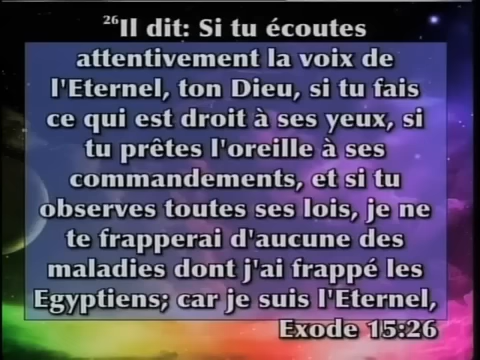 26Il dit: Si tu écoutes
attentivement la voix de
l'Eternel, ton Dieu, si tu fais
ce qui est droit à ses yeux, si
tu prêtes l'oreille à ses
commandements, et si tu
observes toutes ses lois, je ne
te frapperai d'aucune des
maladies dont j'ai frappé les
Egyptiens; car je suis l'Eternel,
Exode 15:26